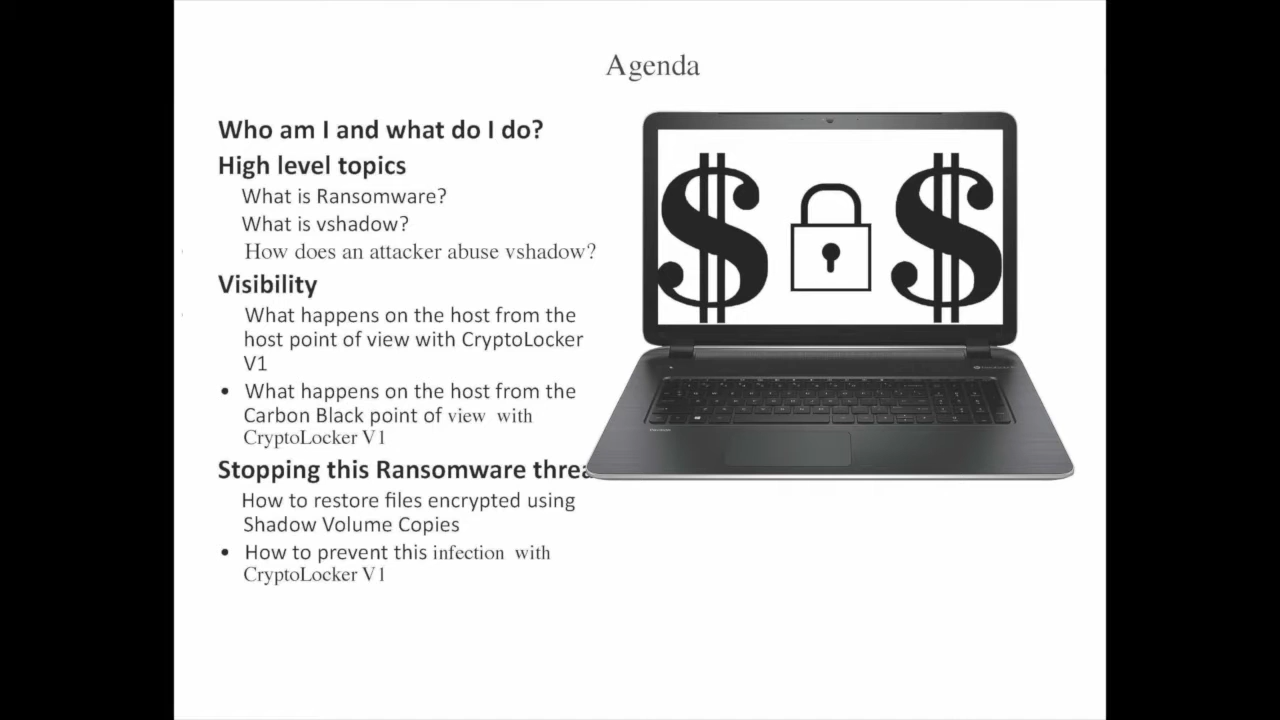 Agenda
Who am I and what do I do?
High level topics
What is Ransomware?
What is vshadow?
How does an attacker abuse vshadow?
Visibility
What happens on the host from the
host point of view with CryptoLocker
V1
• What happens on the host from the
Carbon Black point of view with
CryptoLocker V1
Stopping this Ransomware threa
How to restore files encrypted using
Shadow Volume Copies
• How to prevent this infection with
CryptoLocker V1
$ $